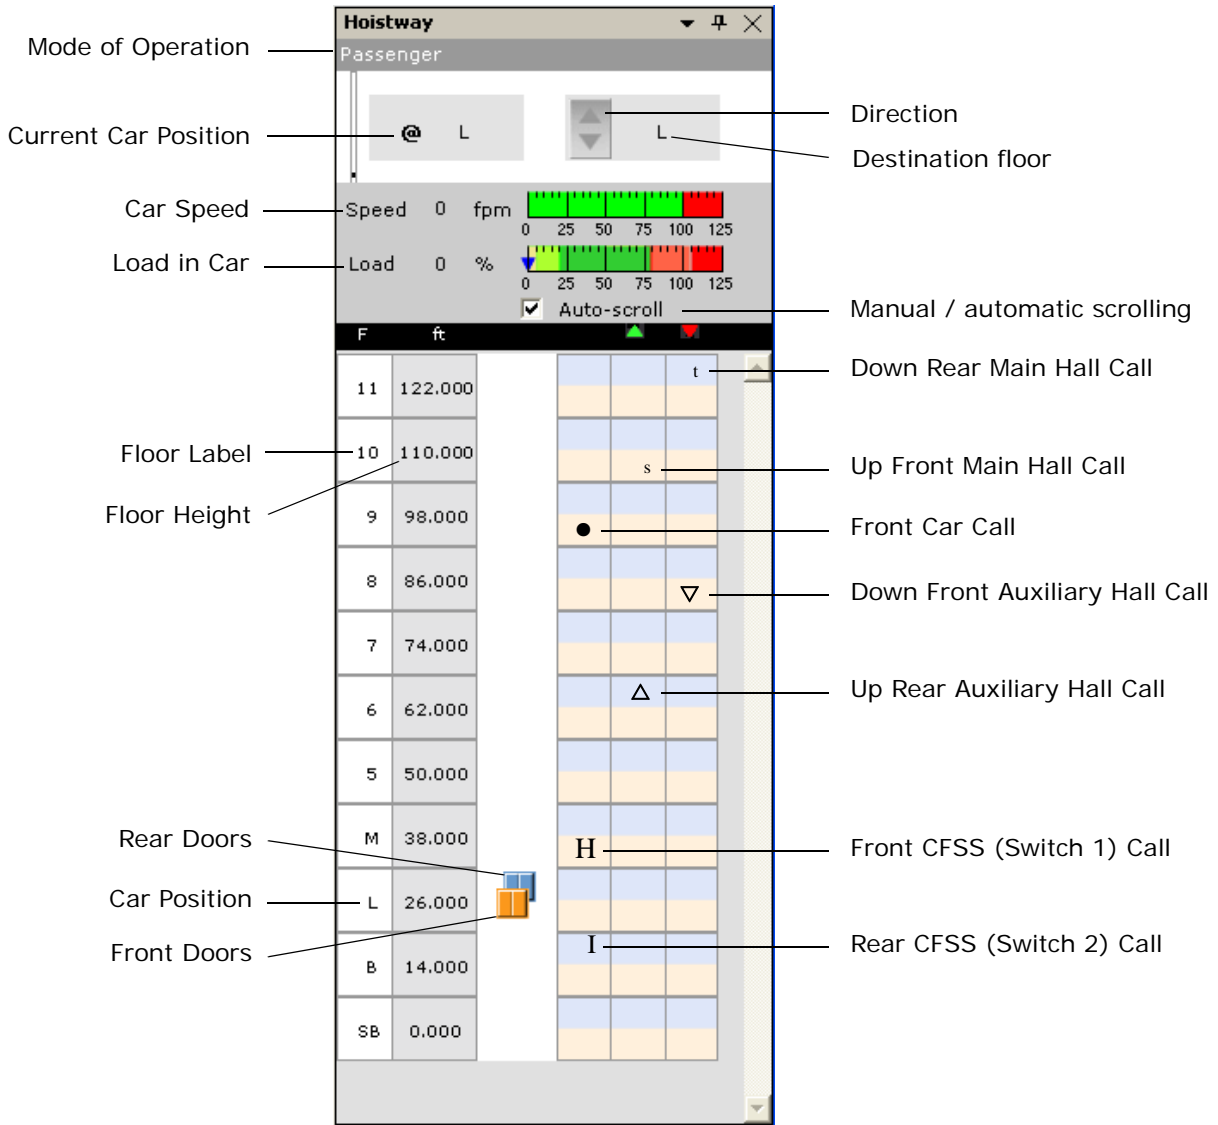 Hoistway
Mode of Operation
Passenger
Current Car Position
@ L
L
Direction
Destination floor
Car Speed
Speed 0 fpm
0 25 50 75 100 125
Load in Car
Load 0 %
0 25 50 75 100 125
Auto-scroll
Manual / automatic scrolling
F ft
11 122.000
t
Down Rear Main Hall Call
Floor Label
10 110.000
s
Up Front Main Hall Call
Floor Height
9 98.000
Front Car Call
8 86.000
Down Front Auxiliary Hall Call
7 74.000
6 62.000
Up Rear Auxiliary Hall Call
5 50.000
Rear Doors
M 38.000
H
Front CFSS (Switch 1) Call
Car Position
L 26.000
Front Doors
I
Rear CFSS (Switch 2) Call
B 14.000
SB 0.000